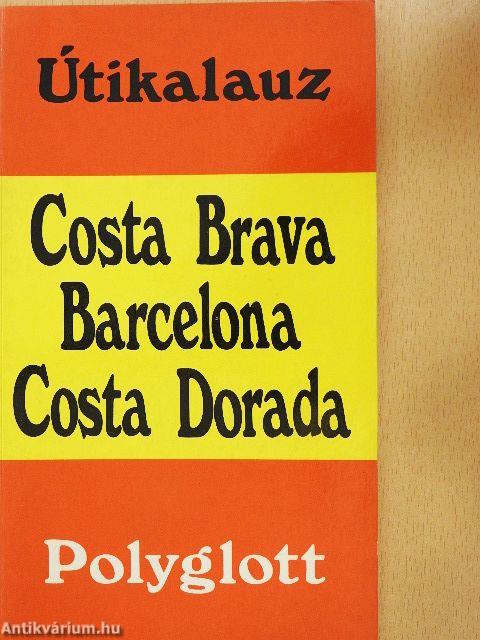 Útikalauz
Costa Brava
Barcelona
Costa Dorada
Polyglott
Antikvárium.hu